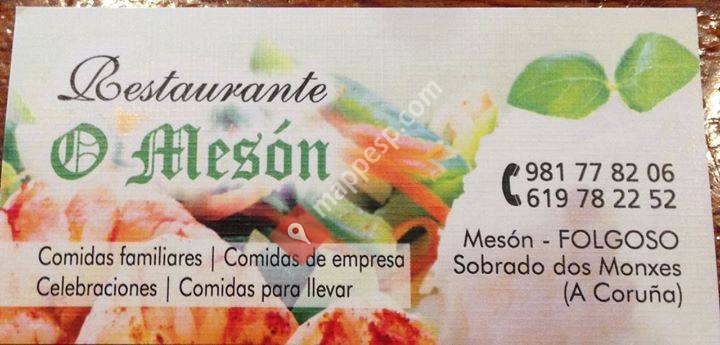 Restaurante
O Mesón
981 77 82 06
619 78 22 52
Comidas familiares | Comidas de empresa
Celebraciones | Comidas para llevar
Mesón - FOLGOSO
Sobrado dos Monxes
(A Coruña)
mappesp.com